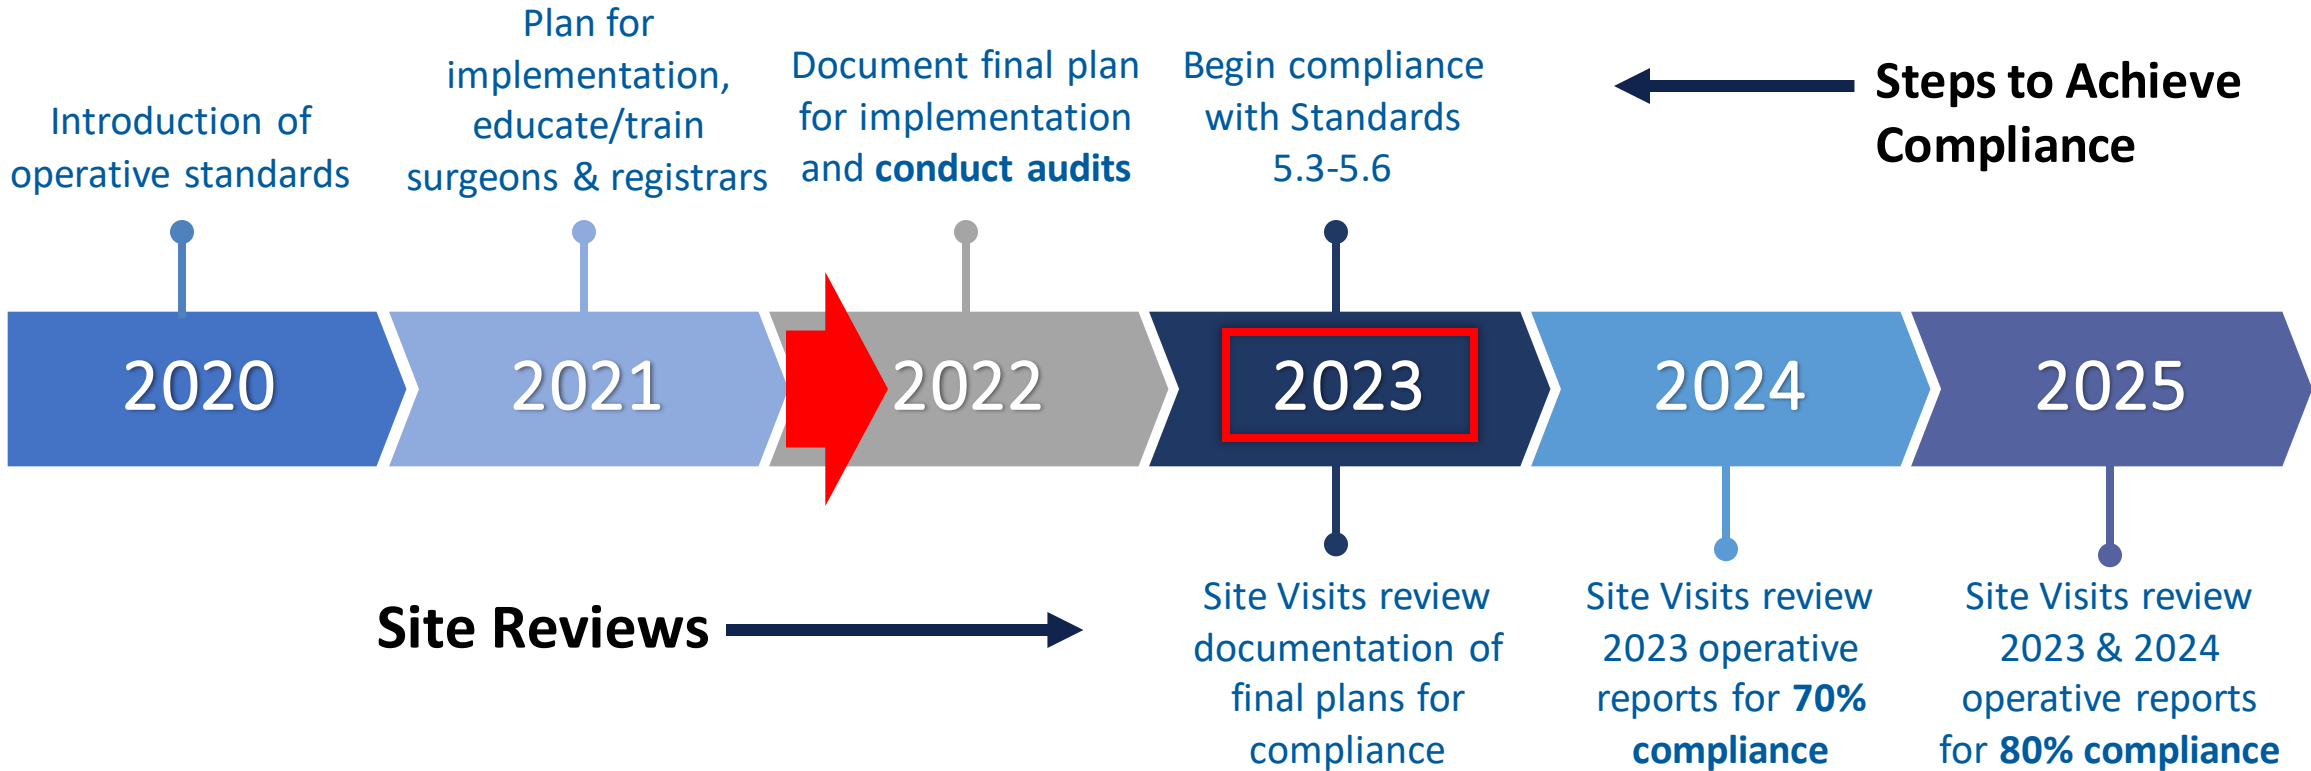 Introduction of
operative standards
Plan for
implementation,
educate/train
surgeons & registrars
Document final plan
for implementation
and conduct audits
Begin compliance
with Standards
5.3-5.6
Steps to Achieve
Compliance
2020
2021
2022
2023
2024
2025
Site Reviews
Site Visits review
documentation of
final plans for
compliance
Site Visits review
2023 operative
reports for 70%
compliance
Site Visits review
2023 & 2024
operative reports
for 80% compliance